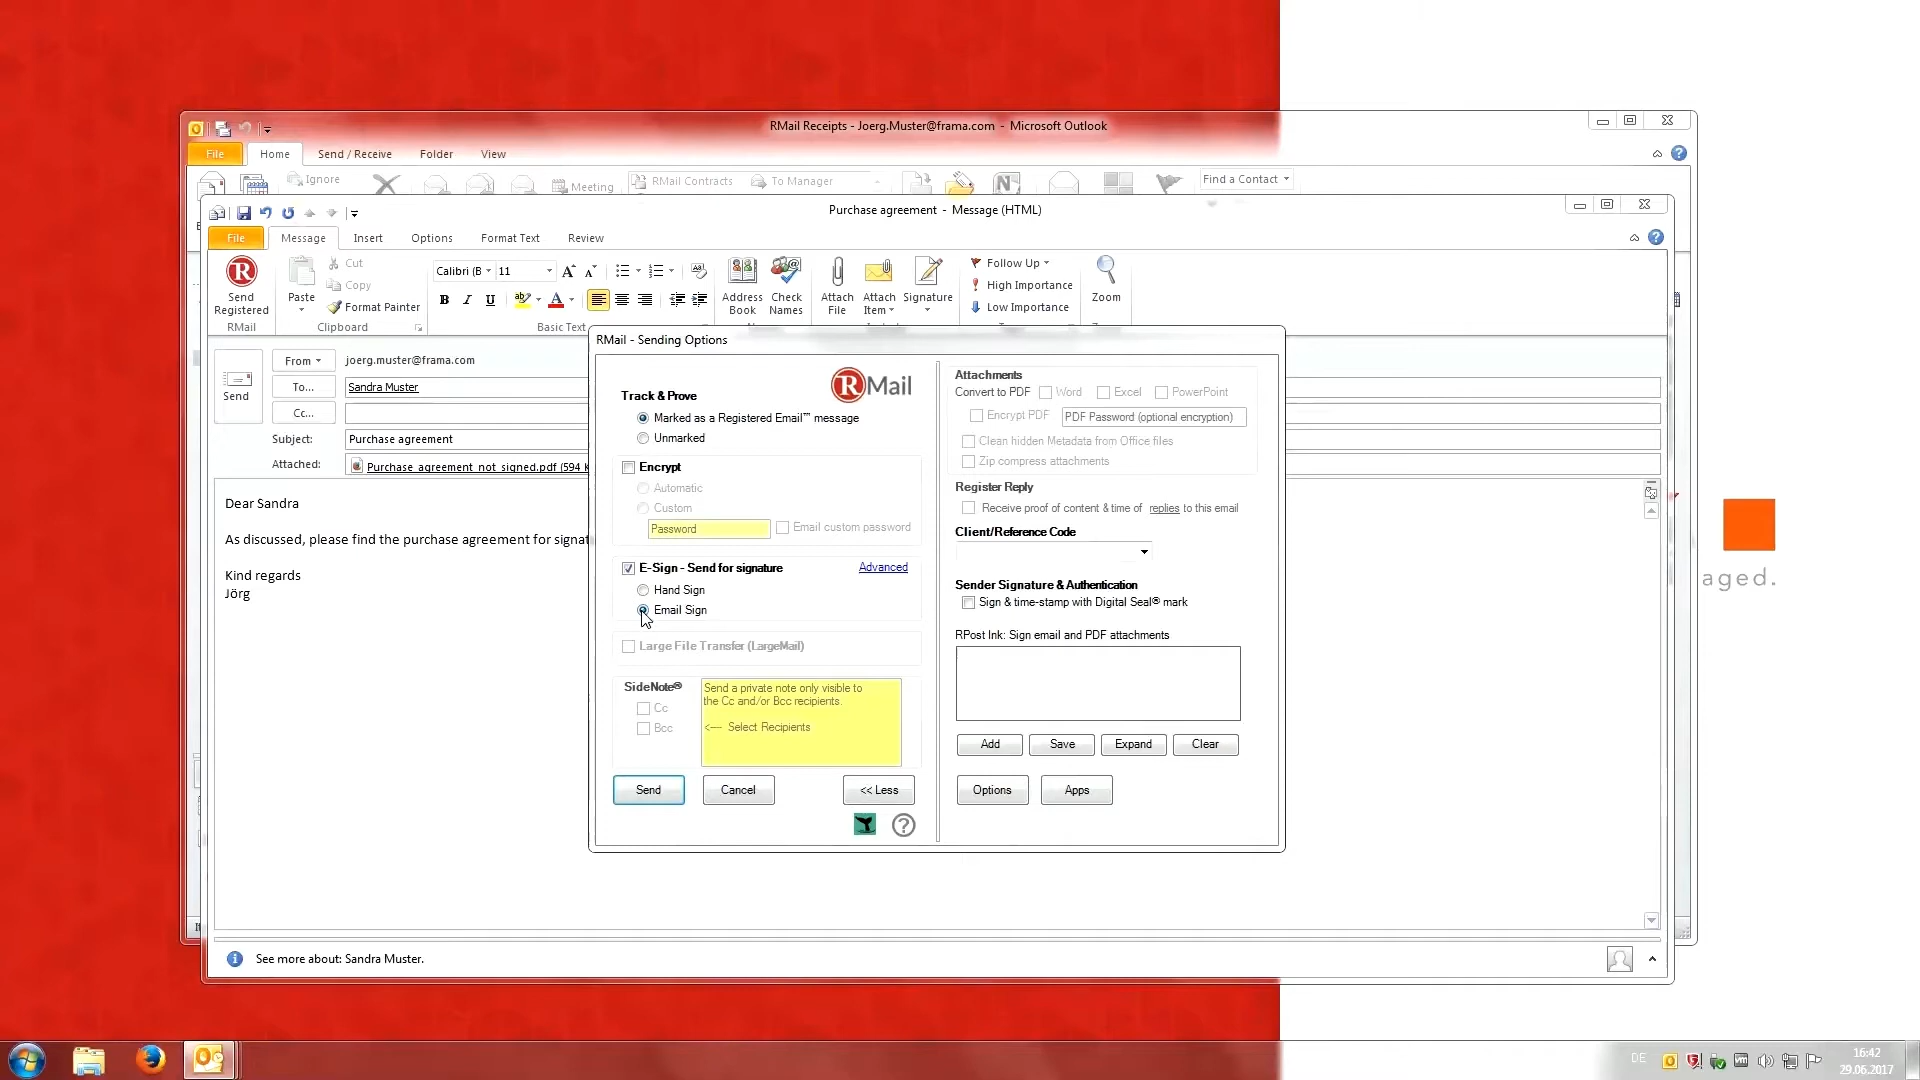 RMail Receipts - Joerg.Muster@frama.com - Microsoft Outlook
File Home Send / Receive Folder View
Ignore
Meeting
RMail Contracts
To Manager
Find a Contact
Purchase agreement - Message (HTML)
File Message Insert Options Format Text Review
Send Registered
RMail
Paste
Cut
Copy
Format Painter
Clipboard
Calibri (B 11
Basic Text
Address Book
Check Names
Attach File
Attach Item
Signature
Follow Up
High Importance
Low Importance
Zoom
Send
From joerg.muster@frama.com
To... Sandra Muster
Cc...
Subject: Purchase agreement
Attached: Purchase_agreement_not_signed.pdf (594 K
Dear Sandra
As discussed, please find the purchase agreement for signat
Kind regards
Jörg
RMail - Sending Options
RMail
Track & Prove
Marked as a Registered Email™ message
Unmarked
Encrypt
Automatic
Custom
Password
Email custom password
E-Sign - Send for signature Advanced
Hand Sign
Email Sign
Large File Transfer (LargeMail)
SideNote®
Cc
Bcc
Send a private note only visible to
the Cc and/or Bcc recipients.
<---- Select Recipients
Send Cancel << Less
Attachments
Convert to PDF Word Excel PowerPoint
Encrypt PDF PDF Password (optional encryption)
Clean hidden Metadata from Office files
Zip compress attachments
Register Reply
Receive proof of content & time of replies to this email
Client/Reference Code
Sender Signature & Authentication
Sign & time-stamp with Digital Seal® mark
RPost Ink: Sign email and PDF attachments
Add Save Expand Clear
Options Apps
aged.
See more about: Sandra Muster.
DE
16:42
29.06.2017